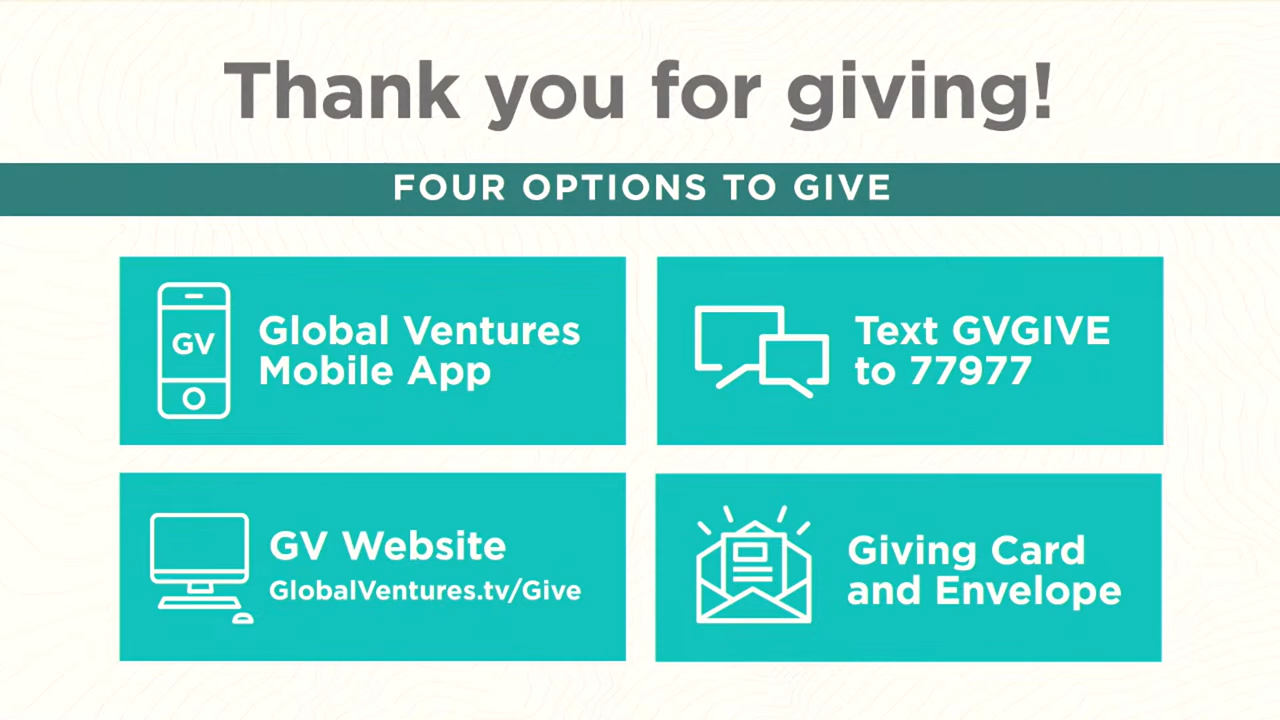 Thank you for giving!
FOUR OPTIONS TO GIVE
GV
Global Ventures
Mobile App
Text GVGIVE
to 77977
GV Website
GlobalVentures.tv/Give
Giving Card
and Envelope